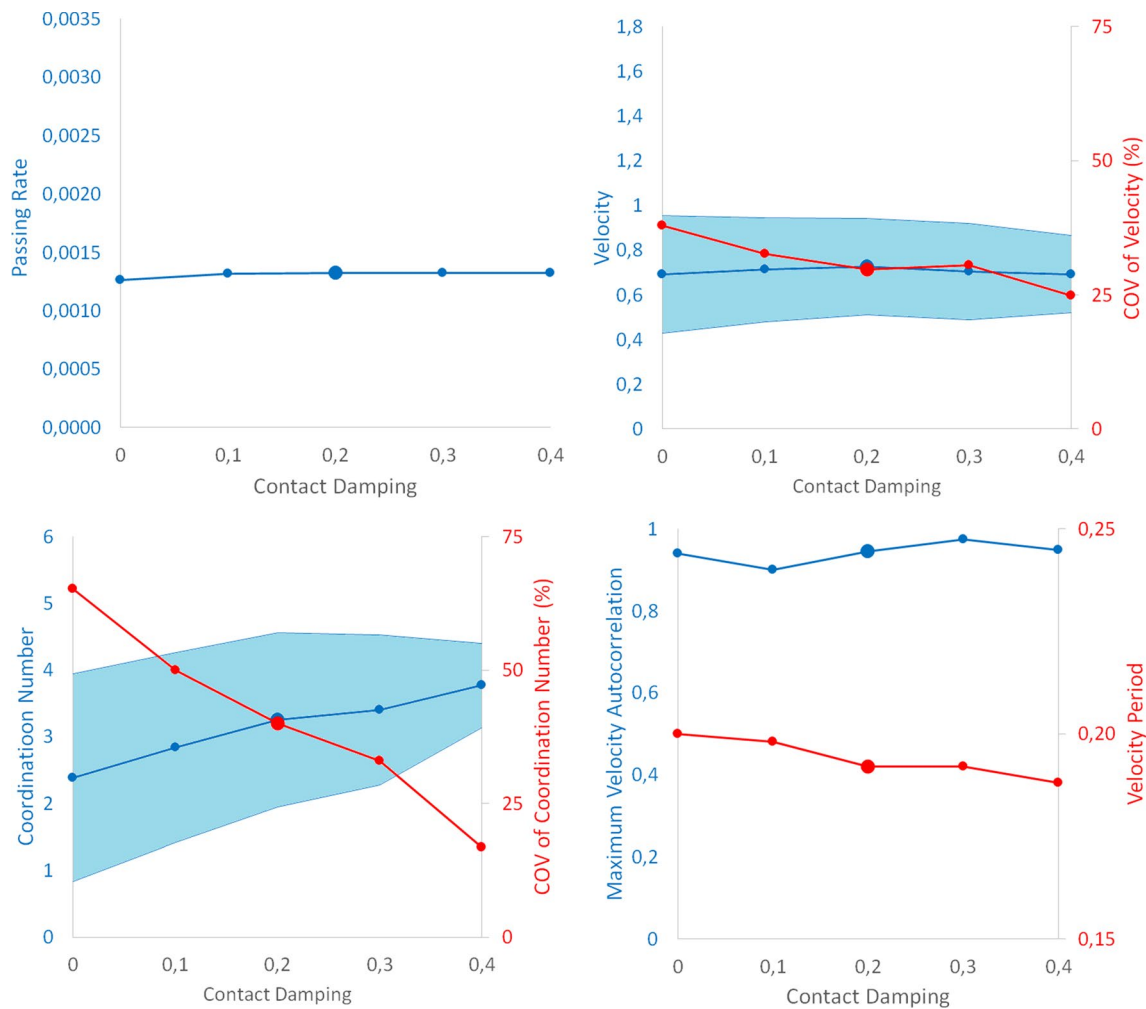 0,0035
0,0030
0,0025
0,0020
0,0015
0,0010
0,0005
0,0000
Passing Rate
0 0,1 0,2 0,3 0,4
Contact Damping
1,8
1,6
1,4
1,2
1
0,8
0,6
0,4
0,2
0
Velocity
75
50
25
0
COV of Velocity (%)
0 0,1 0,2 0,3 0,4
Contact Damping
6
5
4
3
2
1
0
Coordinatioon Number
75
50
25
0
COV of Coordination Number (%)
0 0,1 0,2 0,3 0,4
Contact Damping
1
0,8
0,6
0,4
0,2
0
Maximum Velocity Autocorrelation
0,25
0,20
0,15
Velocity Period
0 0,1 0,2 0,3 0,4
Contact Damping